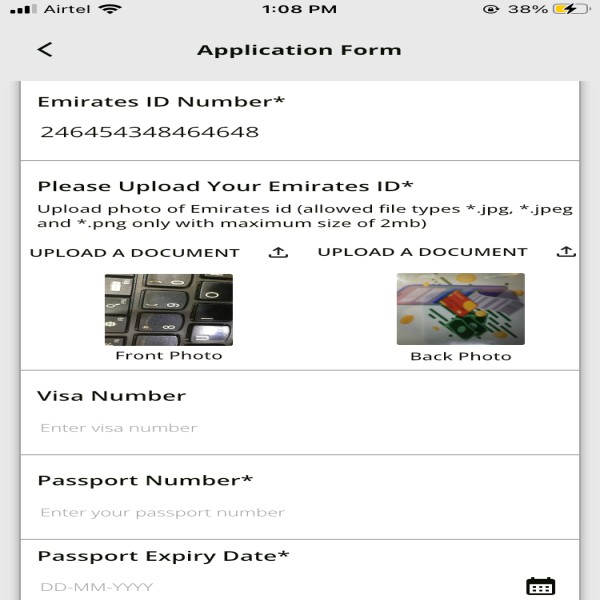 Airtel 1:08 PM 38%
Application Form
Emirates ID Number*
246454348464648
Please Upload Your Emirates ID*
Upload photo of Emirates id (allowed file types *.jpg, *.jpeg
and *.png only with maximum size of 2mb)
UPLOAD A DOCUMENT UPLOAD A DOCUMENT
Front Photo Back Photo
Visa Number
Enter visa number
Passport Number*
Enter your passport number
Passport Expiry Date*
DD-MM-YYYY